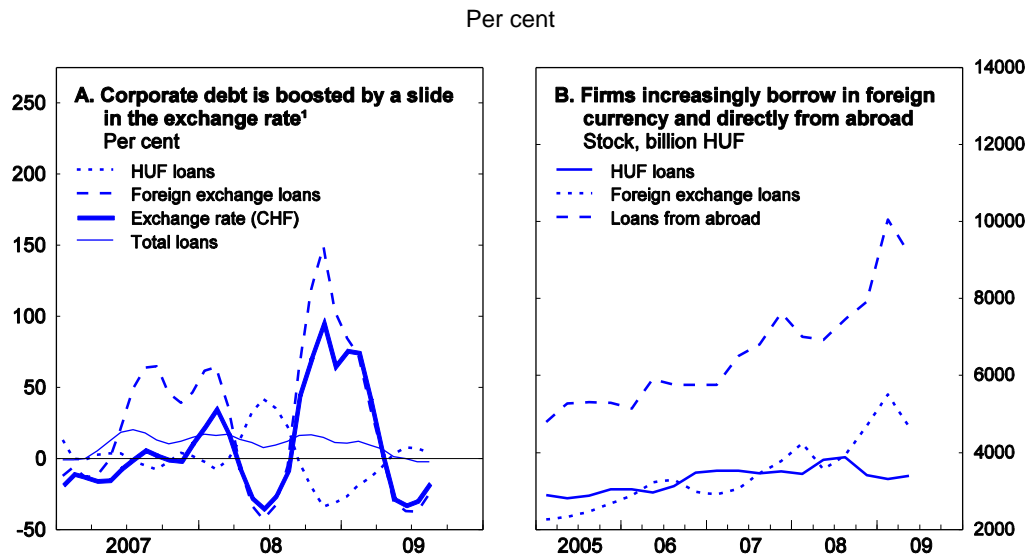 Per cent
A. Corporate debt is boosted by a slide
in the exchange rate¹
Per cent
HUF loans
Foreign exchange loans
Exchange rate (CHF)
Total loans
250
200
150
100
50
0
-50
2007
08
09
B. Firms increasingly borrow in foreign
currency and directly from abroad
Stock, billion HUF
HUF loans
Foreign exchange loans
Loans from abroad
14000
12000
10000
8000
6000
4000
2000
2005
06
07
08
09